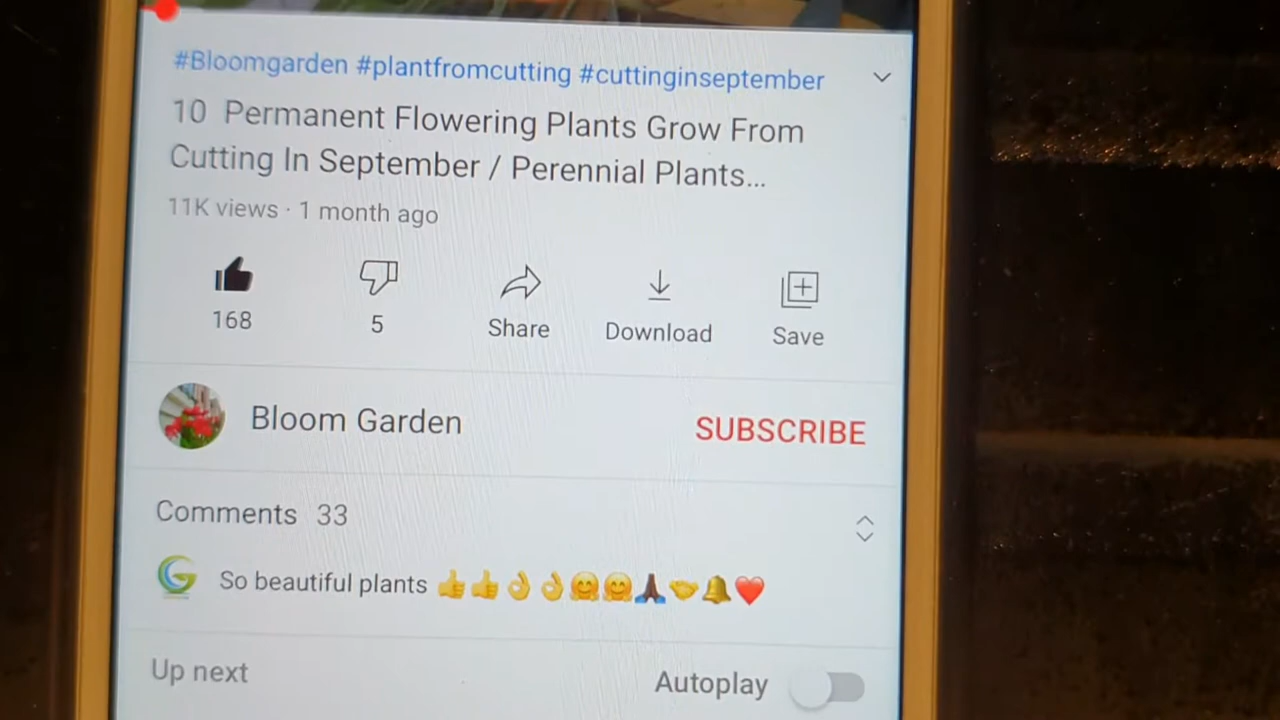 #Bloomgarden #plantfromcutting #cuttinginseptember
10 Permanent Flowering Plants Grow From
Cutting In September / Perennial Plants...
11K views · 1 month ago
168
5
Share
Download
Save
Bloom Garden
SUBSCRIBE
Comments 33
So beautiful plants 👍👍👌👌🤗🤗🙏🏿🤝🔔❤️
Up next
Autoplay